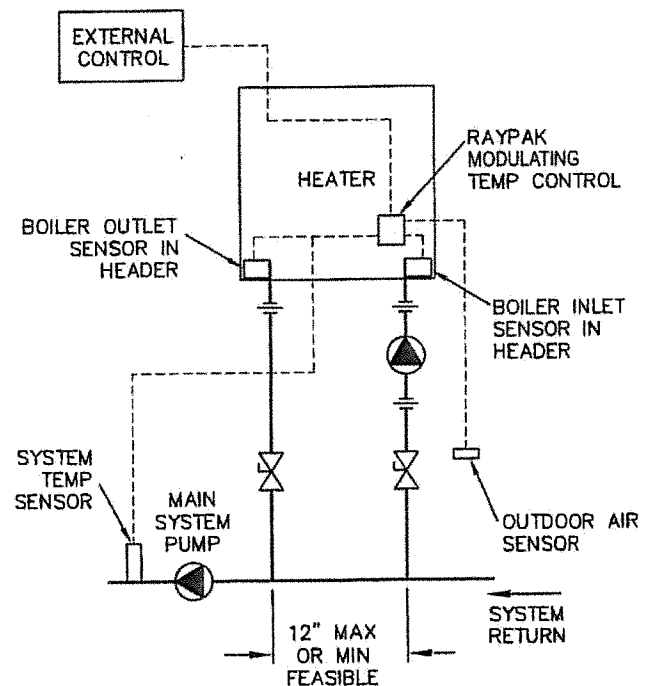 EXTERNAL
CONTROL
HEATER
RAYPAK
MODULATING
TEMP CONTROL
BOILER OUTLET
SENSOR IN
HEADER
BOILER INLET
SENSOR IN
HEADER
SYSTEM
TEMP
SENSOR
MAIN
SYSTEM
PUMP
OUTDOOR AIR
SENSOR
12" MAX
OR MIN
FEASIBLE
SYSTEM
RETURN